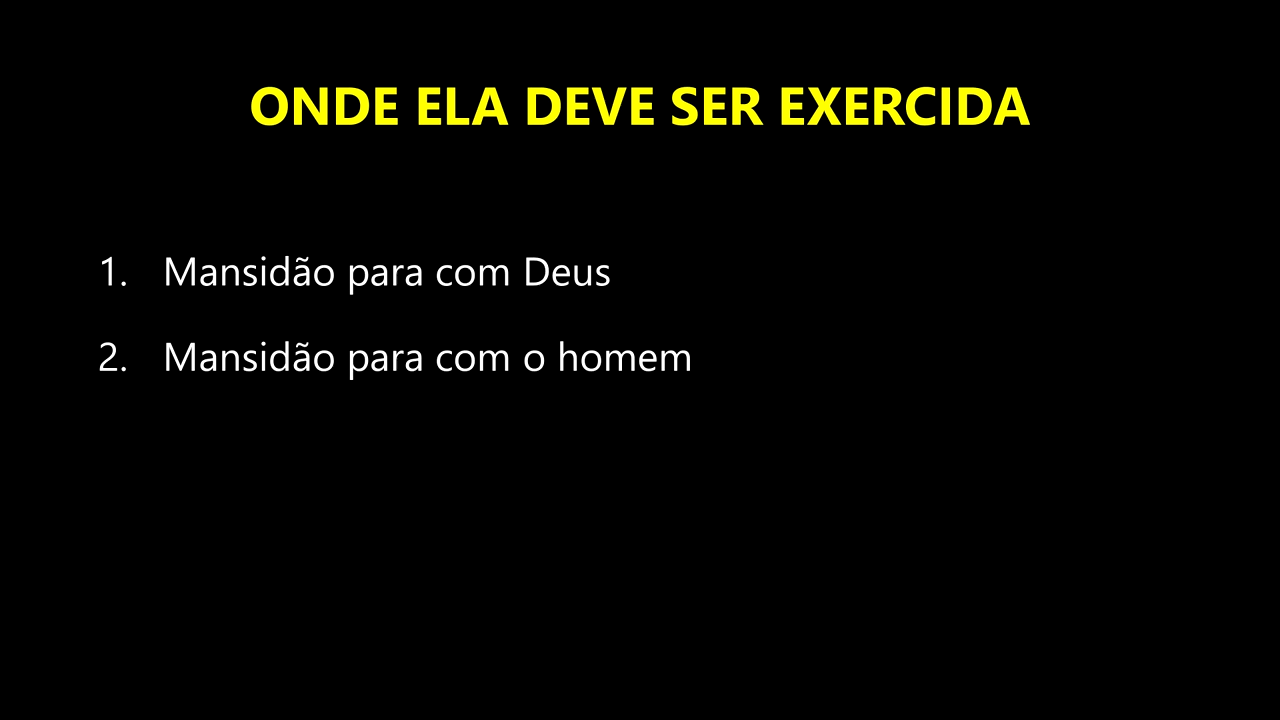 ONDE ELA DEVE SER EXERCIDA
1. Mansidão para com Deus
2. Mansidão para com o homem